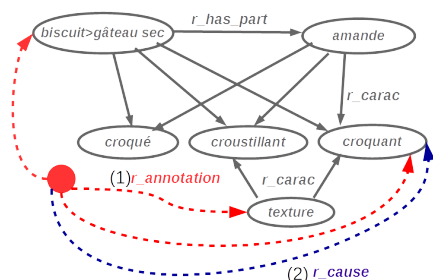 r_has_part
biscuit>gâteau sec
amande
r_carac
croqué
croustillant
croquant
(1)r_annotation
r_carac
texture
(2) r_cause